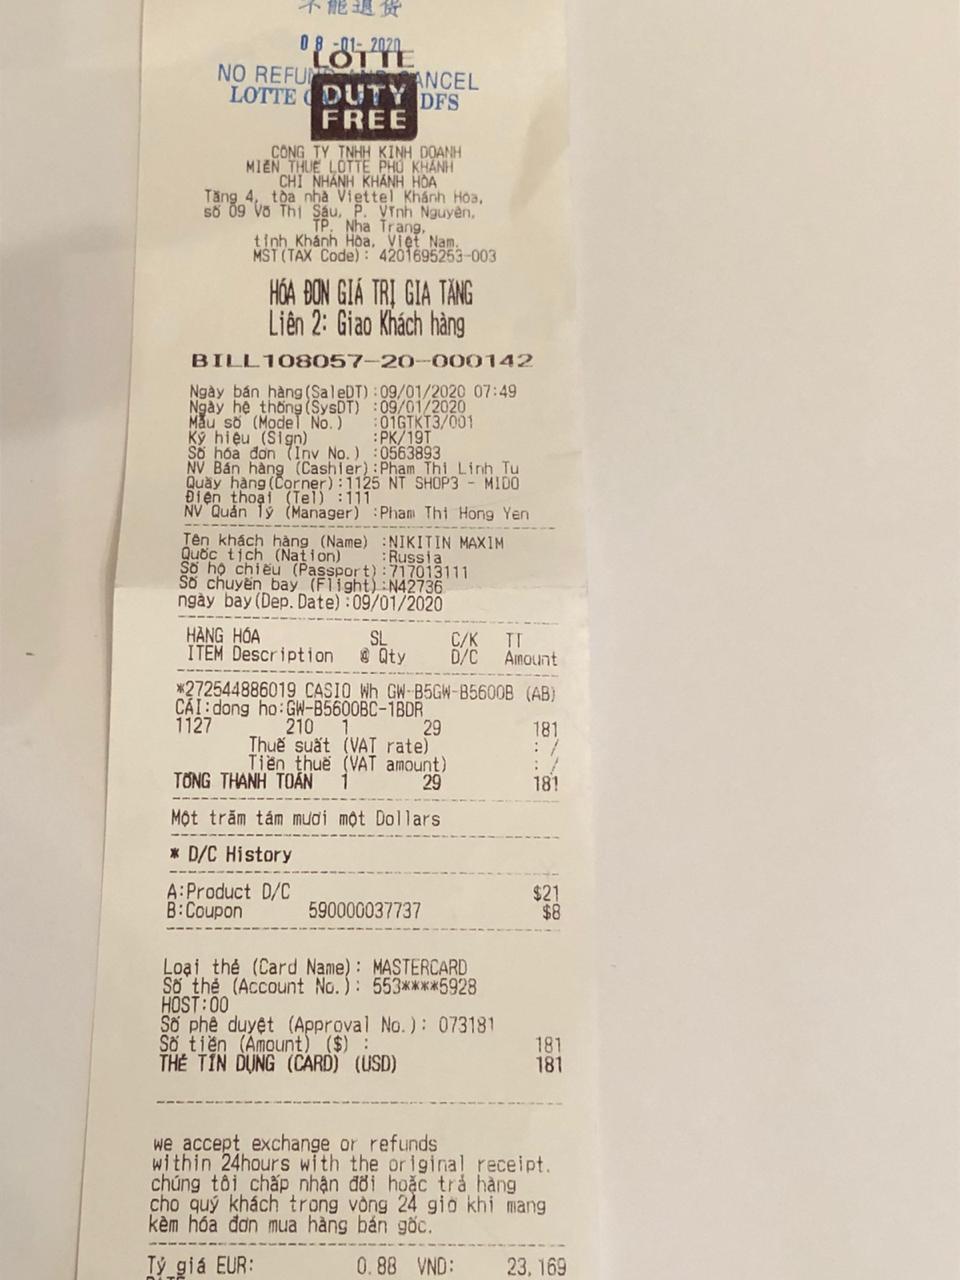 不能退货
08-01-2020
LOTTE
NO REFUND AND CANCEL
LOTTE DFS
DUTY
FREE
CÔNG TY TNHH KINH DOANH
MIỄN THUẾ LOTTE PHÚ KHÁNH
CHI NHÁNH KHÁNH HÒA
Tầng 4, tòa nhà Viettel Khánh Hòa,
số 09 Võ Thị Sáu, P. Vĩnh Nguyên,
TP. Nha Trang,
tỉnh Khánh Hòa, Việt Nam.
MST(TAX Code): 4201695253-003
HÓA ĐƠN GIÁ TRỊ GIA TĂNG
Liên 2: Giao Khách hàng
BILL108057-20-000142
Ngày bán hàng(SaleDT):09/01/2020 07:49
Ngày hệ thống(SysDT) :09/01/2020
Mẫu số (Model No.) :01GTKT3/001
Ký hiệu (Sign) :PK/19T
Số hóa đơn (Inv No.) :0563893
NV Bán hàng (Cashier):Pham Thi Linh Tu
Quầy hàng(Corner):1125 NT SHOP3 - MIDO
Điện thoại (Tel) :111
NV Quản lý (Manager) :Pham Thi Hong Yen
Tên khách hàng (Name) :NIKITIN MAXIM
Quốc tịch (Nation) :Russia
Số hộ chiếu (Passport):717013111
Số chuyến bay (Flight):N42736
ngày bay(Dep.Date):09/01/2020
HÀNG HÓA SL C/K TT
ITEM Description @ Qty D/C Amount
*272544886019 CASIO Wh GW-B5GW-B5600B (AB)
CÁI:dong ho:GW-B5600BC-1BDR
1127 210 1 29 181
Thuế suất (VAT rate) : /
Tiền thuế (VAT amount) : /
TỔNG THANH TOÁN 1 29 181
Một trăm tám mươi một Dollars
* D/C History
A:Product D/C $21
B:Coupon 590000037737 $8
Loại thẻ (Card Name): MASTERCARD
Số thẻ (Account No.): 553****5928
HOST:00
Số phê duyệt (Approval No.): 073181
Số tiền (Amount) ($) : 181
THẺ TÍN DỤNG (CARD) (USD) 181
we accept exchange or refunds
within 24hours with the original receipt.
chúng tôi chấp nhận đổi hoặc trả hàng
cho quý khách trong vòng 24 giờ khi mang
kèm hóa đơn mua hàng bản gốc.
Tỷ giá EUR: 0.88 VND: 23,169